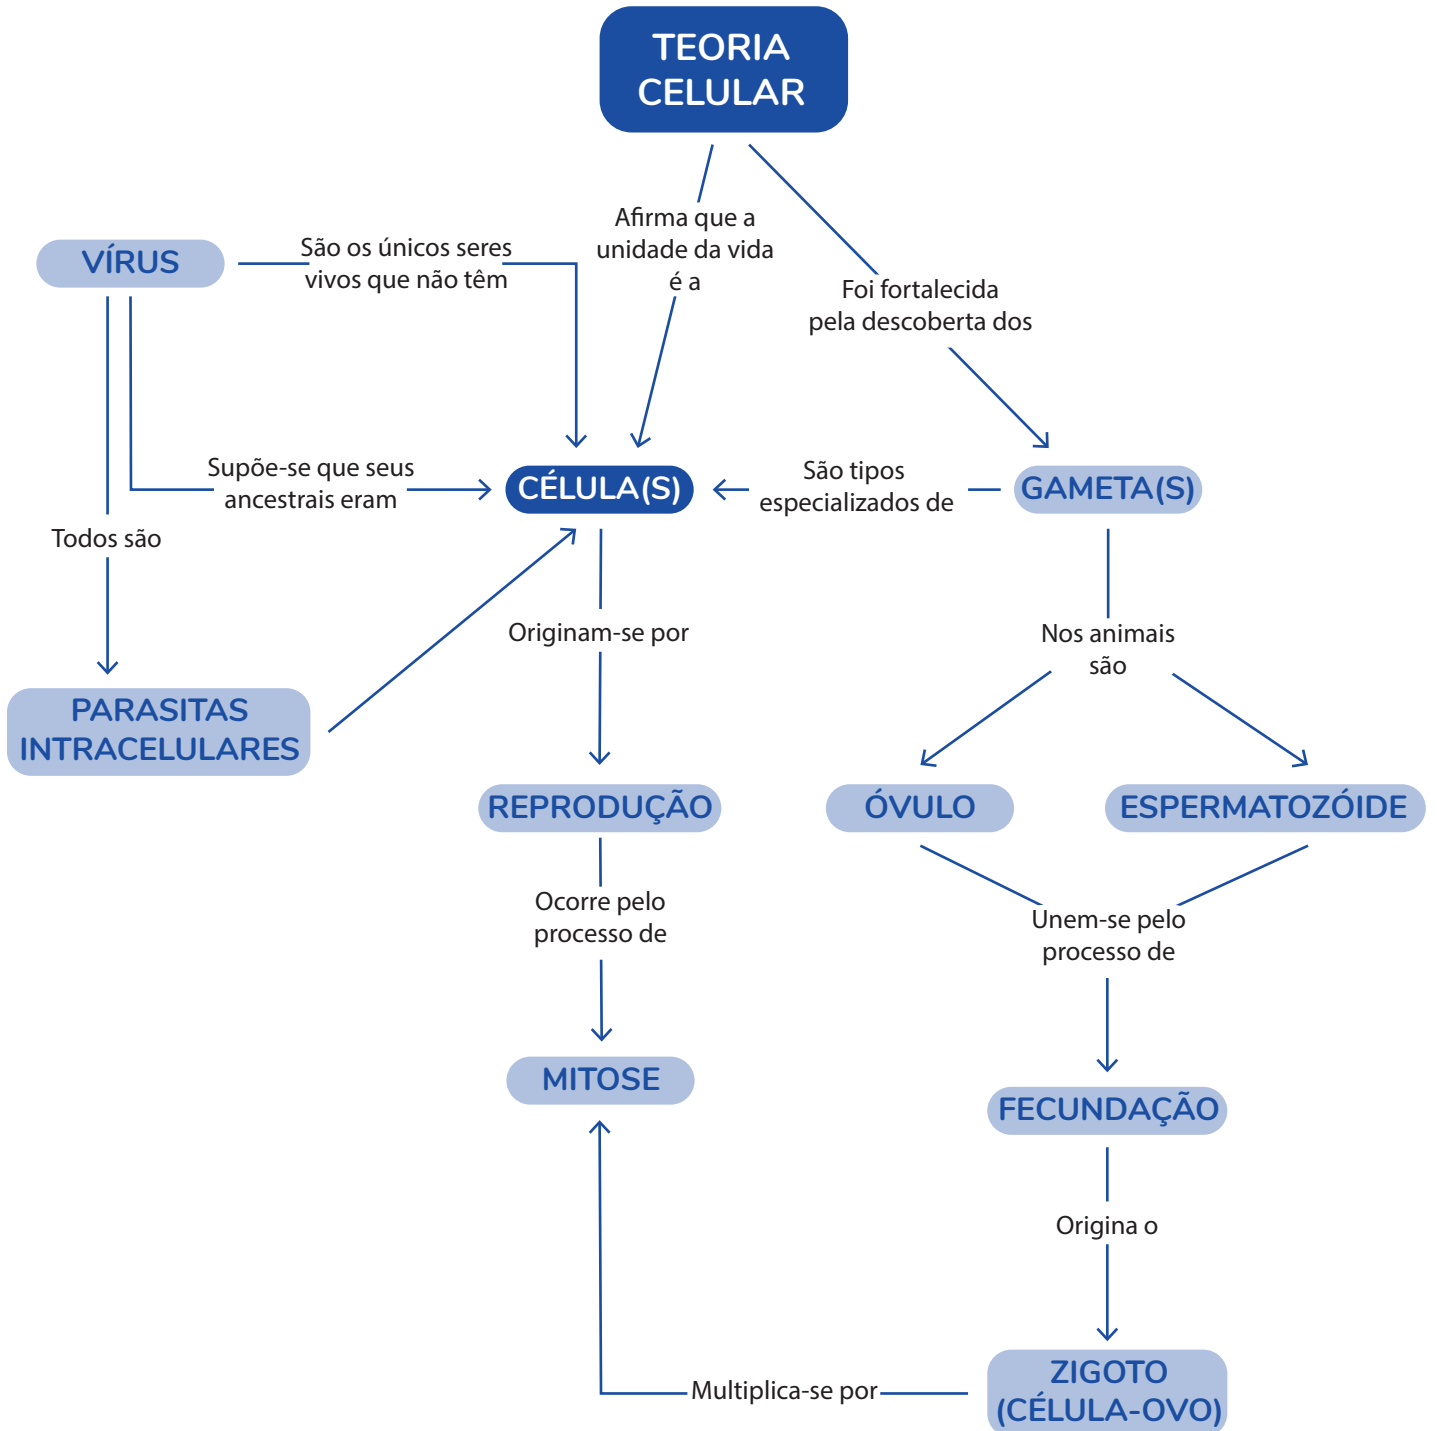 TEORIA
CELULAR
Afirma que a
unidade da vida
é a
São os únicos seres
vivos que não têm
VÍRUS
Foi fortalecida
pela descoberta dos
Supõe-se que seus
ancestrais eram
CÉLULA(S)
São tipos
especializados de
GAMETA(S)
Todos são
Originam-se por
Nos animais
são
PARASITAS
INTRACELULARES
REPRODUÇÃO
ÓVULO
ESPERMATOZÓIDE
Ocorre pelo
processo de
Unem-se pelo
processo de
MITOSE
FECUNDAÇÃO
Origina o
Multiplica-se por
ZIGOTO
(CÉLULA-OVO)